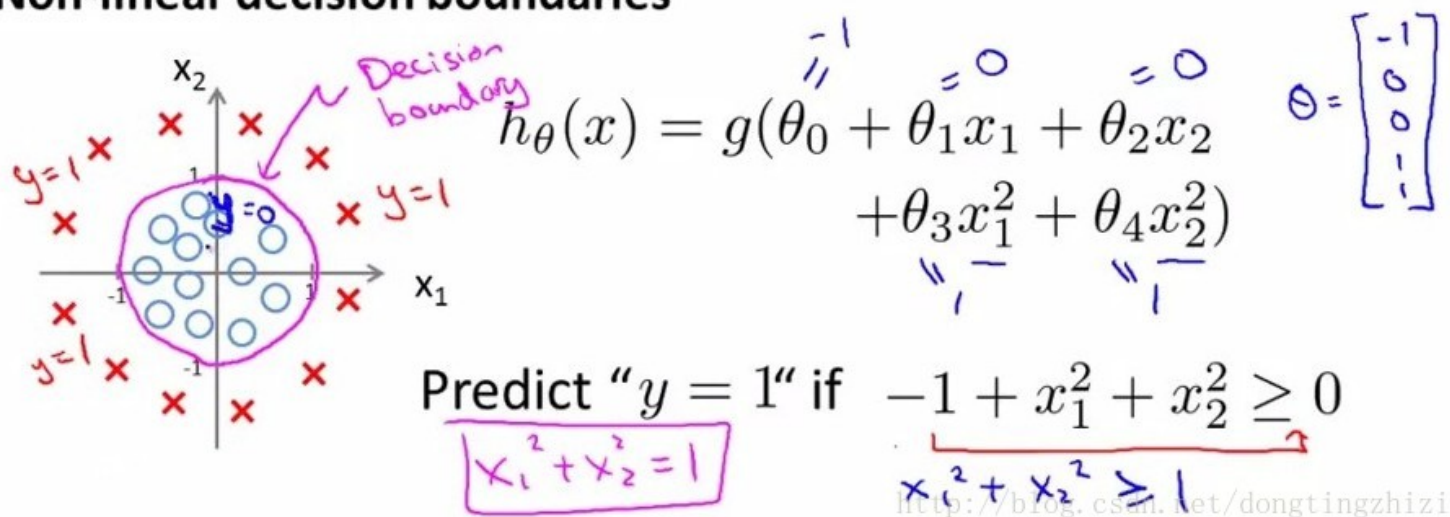 Non-linear decision boundaries
x₂
Decision
boundary
y=1
y=1
y=0
1
-1
1
x₁
-1
y=1
-1
=
=0
=0
h_θ(x) = g(θ₀ + θ₁x₁ + θ₂x₂
+θ₃x₁² + θ₄x₂²)
= 1
= 1
θ = [-1
0
0
1
1]
Predict “y = 1“ if −1 + x₁² + x₂² ≥ 0
x₁² + x₂² = 1
x₁² + x₂² ≥ 1
http://blog.csdn.net/dongtingzhizi